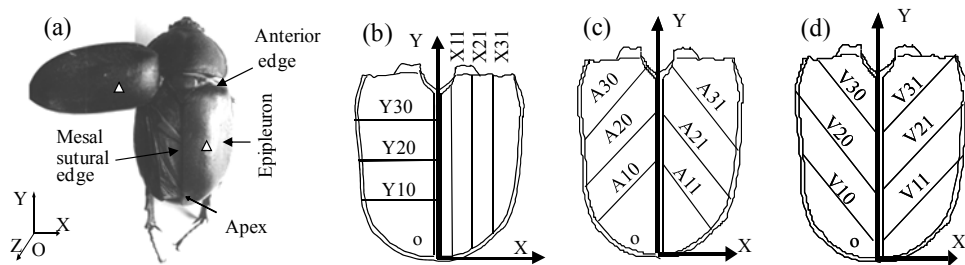 (a)
Anterior
edge
Mesal
sutural
edge
Epipleuron
Apex
Y
X
Z
O
(b)
Y
X11
X21
X31
Y30
Y20
Y10
o
X
(c)
Y
A30
A31
A20
A21
A10
A11
o
X
(d)
Y
V30
V31
V20
V21
V10
V11
o
X